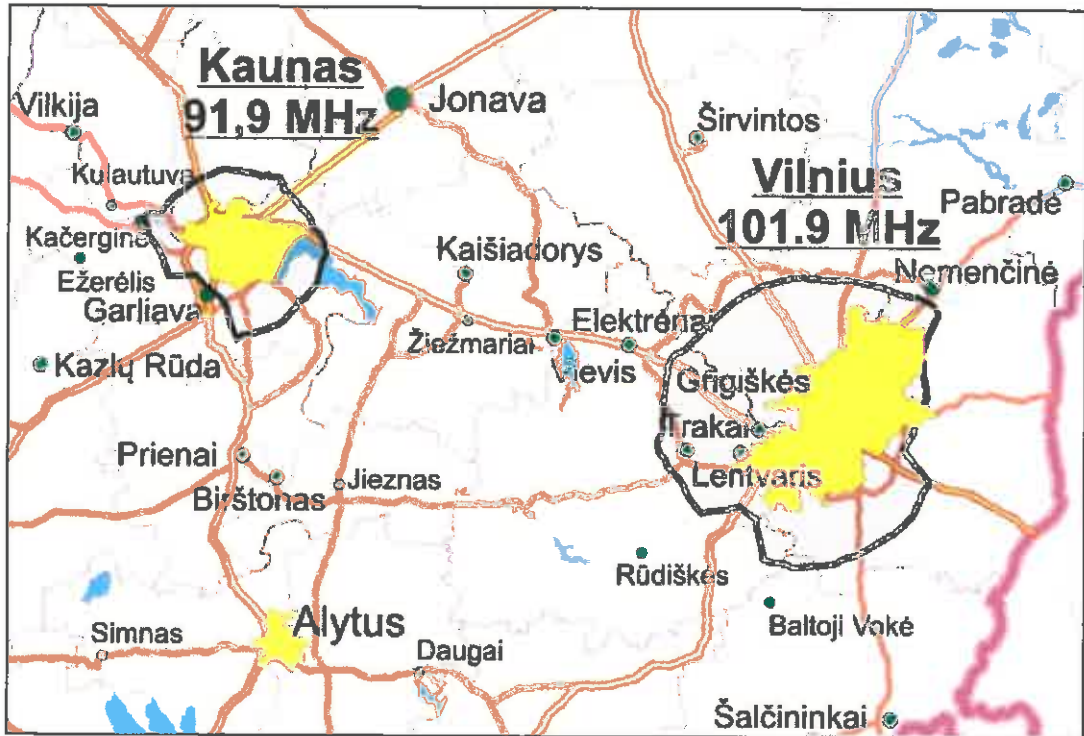 Kaunas
91,9 MHz
Jonava
Vilkija
Širvintos
Kulautuva
Vilnius
101.9 MHz
Pabradė
Kačerginė
Kaišiadorys
Nemenčinė
Ežerėlis
Garliava
Žiežmariai
Elektrėnai
Vievis
Kazlų Rūda
Grigiškės
Trakai
Prienai
Lentvaris
Birštonas
Jieznas
Rūdiškės
Alytus
Baltoji Vokė
Simnas
Daugai
Šalčininkai